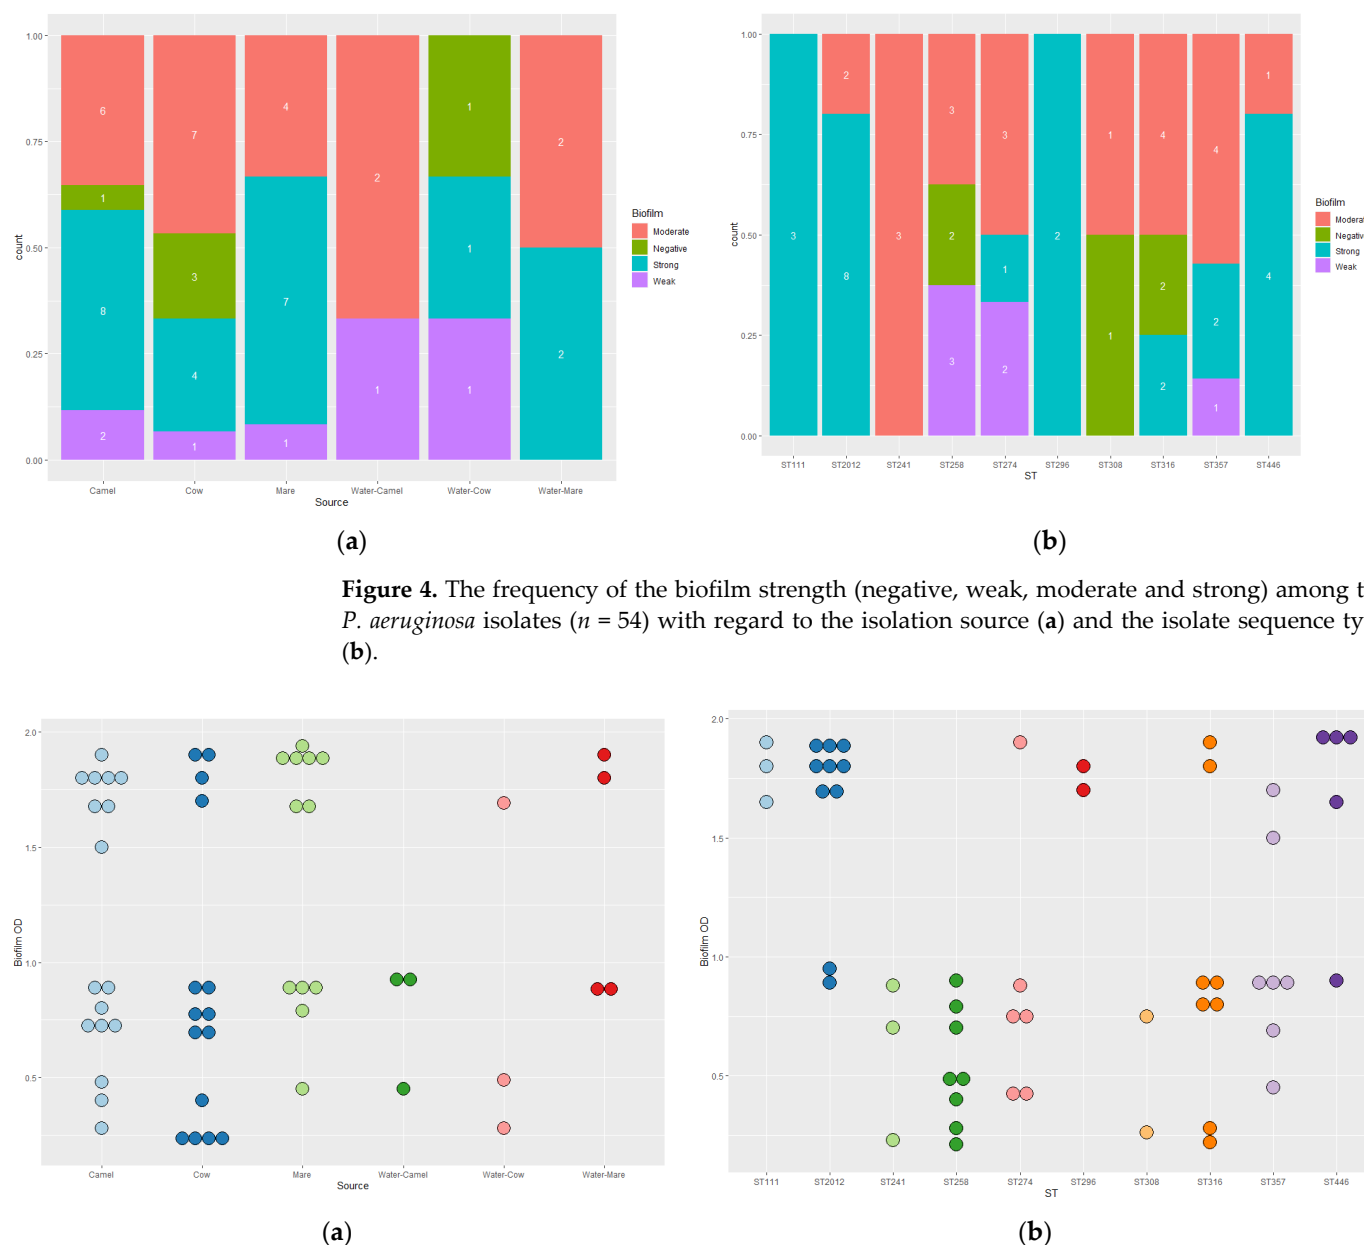 1.00
0.75
0.50
0.25
0.00
count
6
1
8
2
7
3
4
1
4
7
1
2
1
1
1
1
2
2
Camel Cow Mare Water-Camel Water-Cow Water-Mare
Source
Biofilm
Moderate
Negative
Strong
Weak
(a)
1.00
0.75
0.50
0.25
0.00
count
3
2
8
3
3
2
3
3
1
2
2
1
1
4
2
2
4
2
1
1
4
ST111 ST2012 ST241 ST258 ST274 ST296 ST308 ST316 ST357 ST446
ST
Biofilm
Moderat
Negative
Strong
Weak
(b)
Figure 4. The frequency of the biofilm strength (negative, weak, moderate and strong) among t
P. aeruginosa isolates (n = 54) with regard to the isolation source (a) and the isolate sequence ty
(b).
2.0
1.5
1.0
0.5
Biofilm OD
Camel Cow Mare Water-Camel Water-Cow Water-Mare
Source
(a)
2.0
1.5
1.0
0.5
Biofilm OD
ST111 ST2012 ST241 ST258 ST274 ST296 ST308 ST316 ST357 ST446
ST
(b)